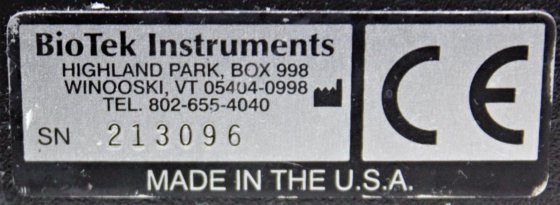 BioTek Instruments
HIGHLAND PARK, BOX 998
WINOOSKI, VT 05404-0998
TEL. 802-655-4040
SN 213096
CE
MADE IN THE U.S.A.